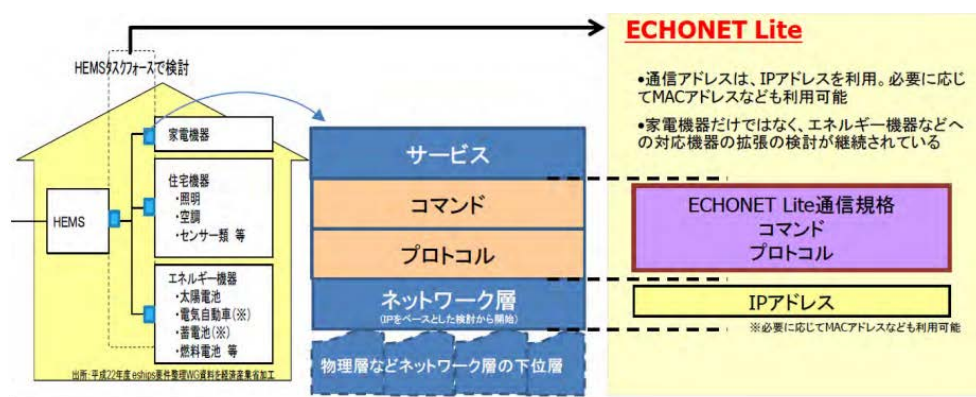 HEMSタスクフォースで検討
HEMS
家電機器
住宅機器
・照明
・空調
・センサー類 等
エネルギー機器
・太陽電池
・電気自動車(※)
・蓄電池(※)
・燃料電池 等
出所:平成22年度 eships要件整理WG資料を経済産業省加工
サービス
コマンド
プロトコル
ネットワーク層
(IPをベースとした検討から開始)
物理層などネットワーク層の下位層
ECHONET Lite
•通信アドレスは、IPアドレスを利用。必要に応じ
てMACアドレスなども利用可能
•家電機器だけではなく、エネルギー機器などへ
の対応機器の拡張の検討が継続されている
ECHONET Lite通信規格
コマンド
プロトコル
IPアドレス
※必要に応じてMACアドレスなども利用可能